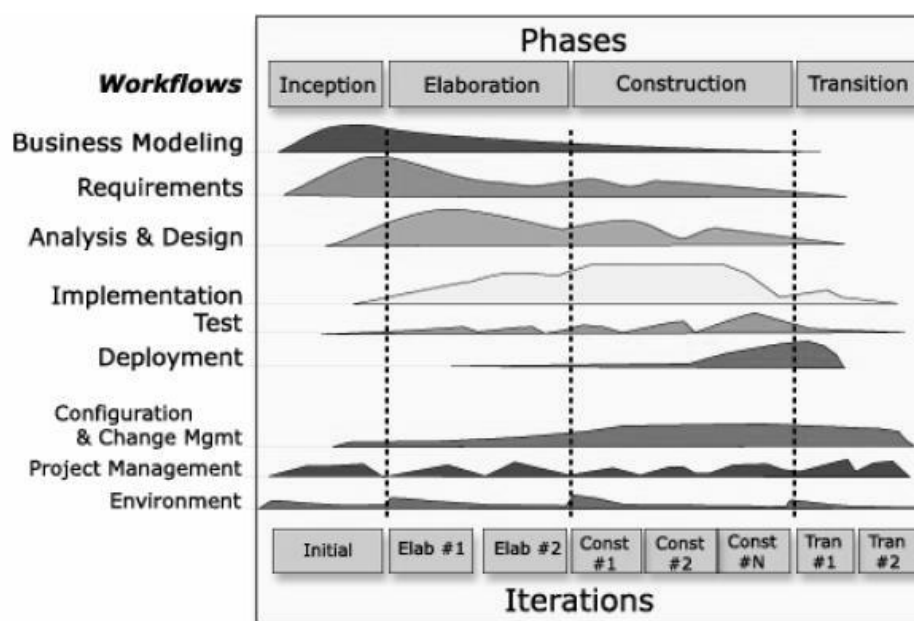 Phases
Workflows
Inception
Elaboration
Construction
Transition
Business Modeling
Requirements
Analysis & Design
Implementation
Test
Deployment
Configuration
& Change Mgmt
Project Management
Environment
Initial
Elab #1
Elab #2
Const
#1
Const
#2
Const
#N
Tran
#1
Tran
#2
Iterations